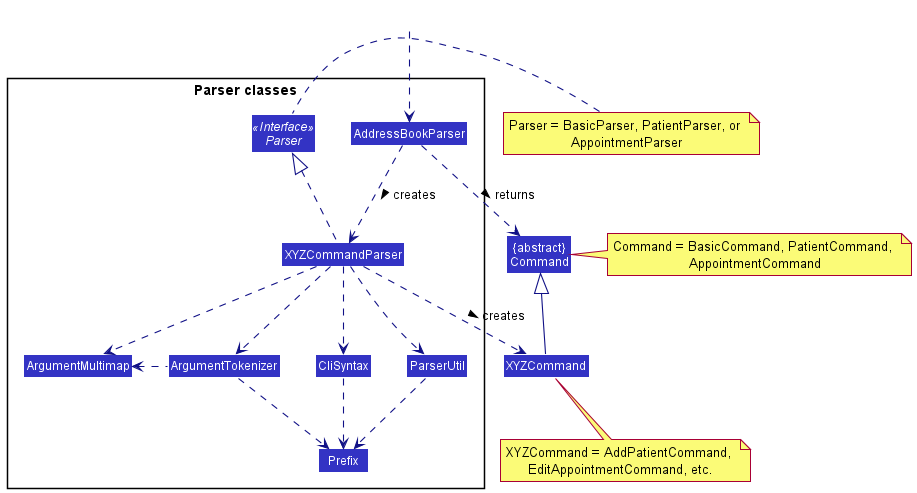 Parser classes
«Interface»
Parser
AddressBookParser
Parser = BasicParser, PatientParser, or
AppointmentParser
creates
returns
XYZCommandParser
{abstract}
Command
Command = BasicCommand, PatientCommand,
AppointmentCommand
creates
ArgumentMultimap
ArgumentTokenizer
CliSyntax
ParserUtil
XYZCommand
Prefix
XYZCommand = AddPatientCommand,
EditAppointmentCommand, etc.